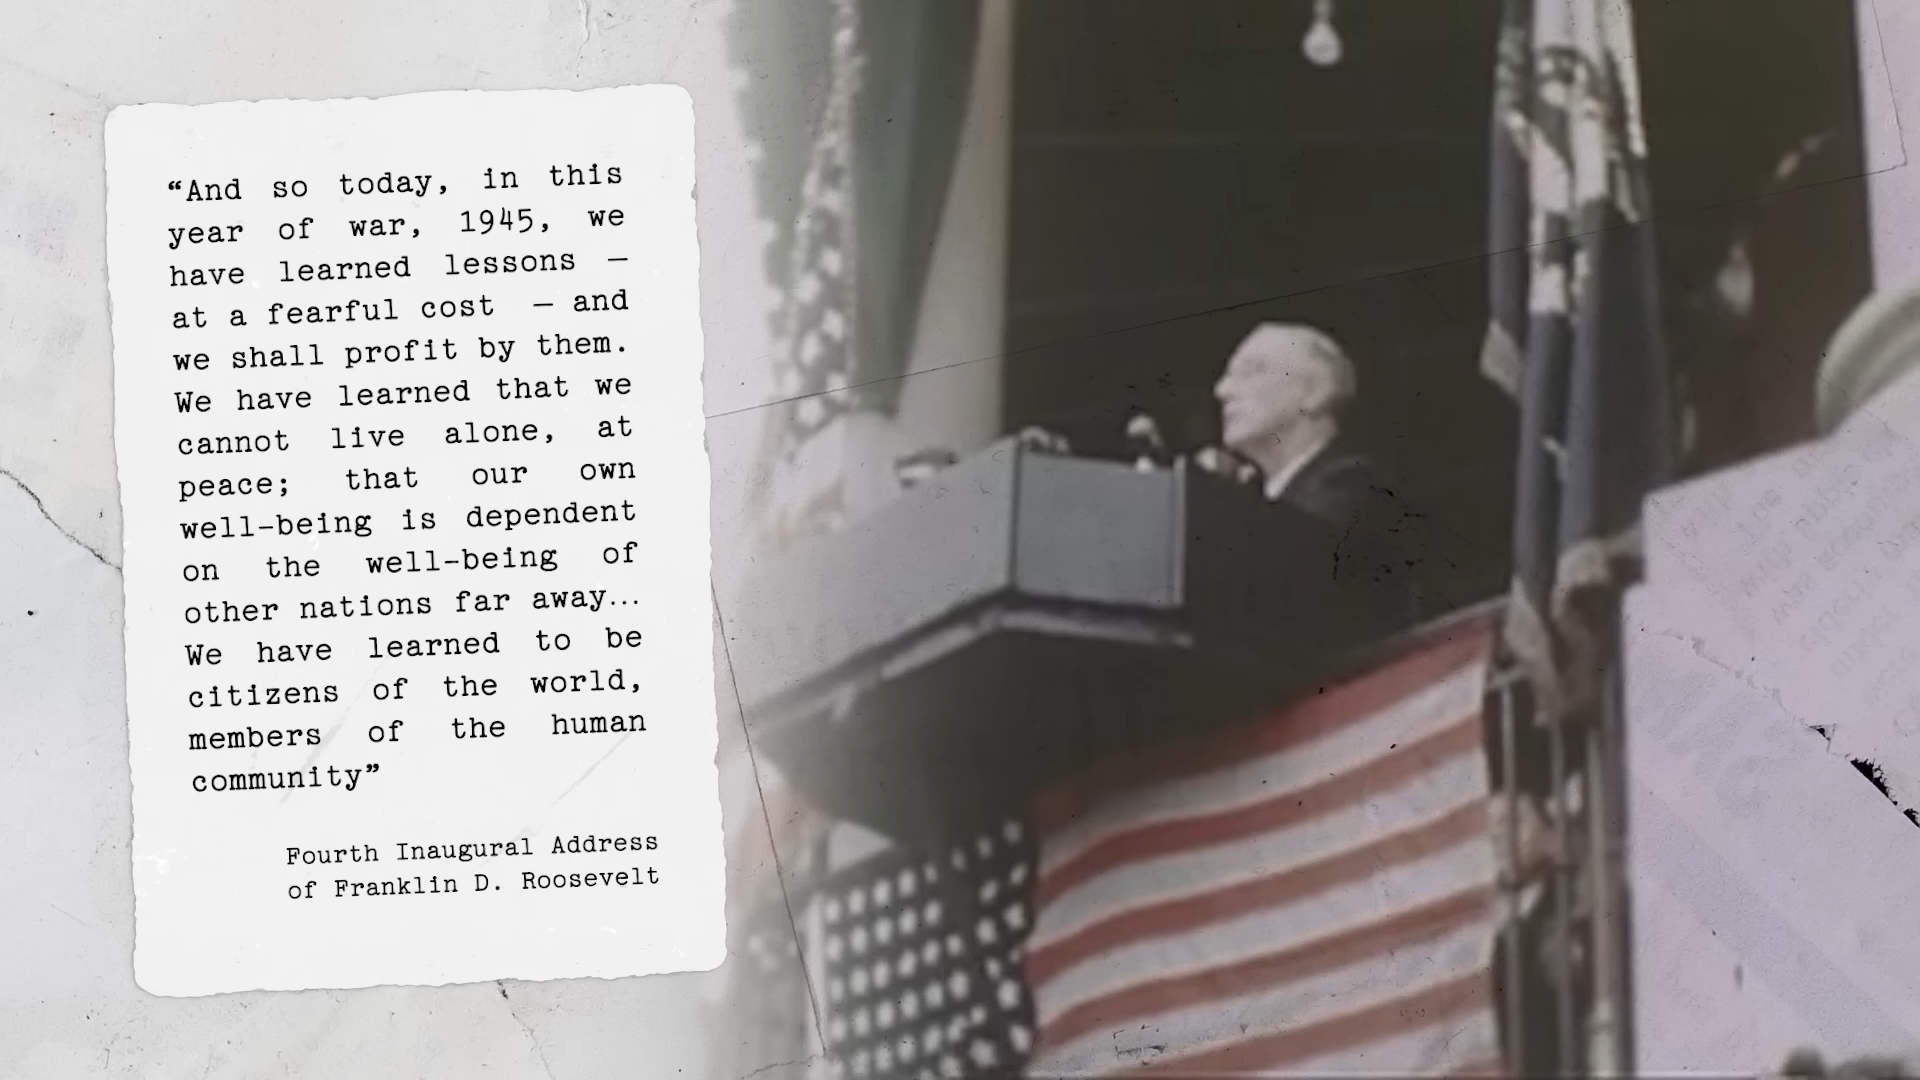 “And so today, in this
year of war, 1945, we
have learned lessons —
at a fearful cost — and
we shall profit by them.
We have learned that we
cannot live alone, at
peace; that our own
well-being is dependent
on the well-being of
other nations far away...
We have learned to be
citizens of the world,
members of the human
community”
Fourth Inaugural Address
of Franklin D. Roosevelt